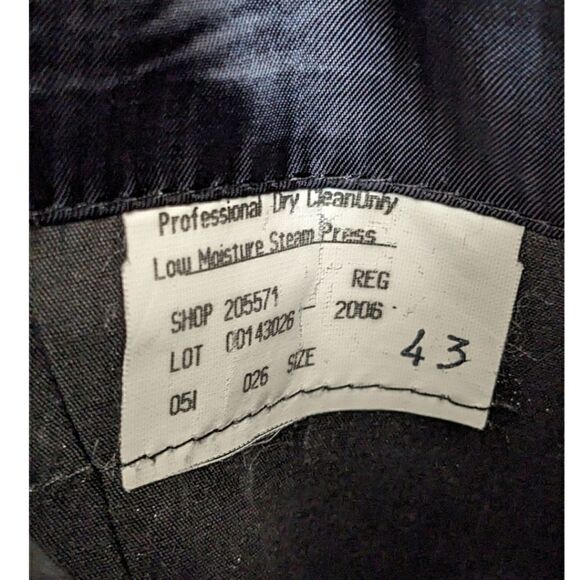 Professional Dry CleanOnly
Low Moisture Steam Press
SHOP 205571 REG
LOT 00143026 - 2006
051 026 SIZE 43